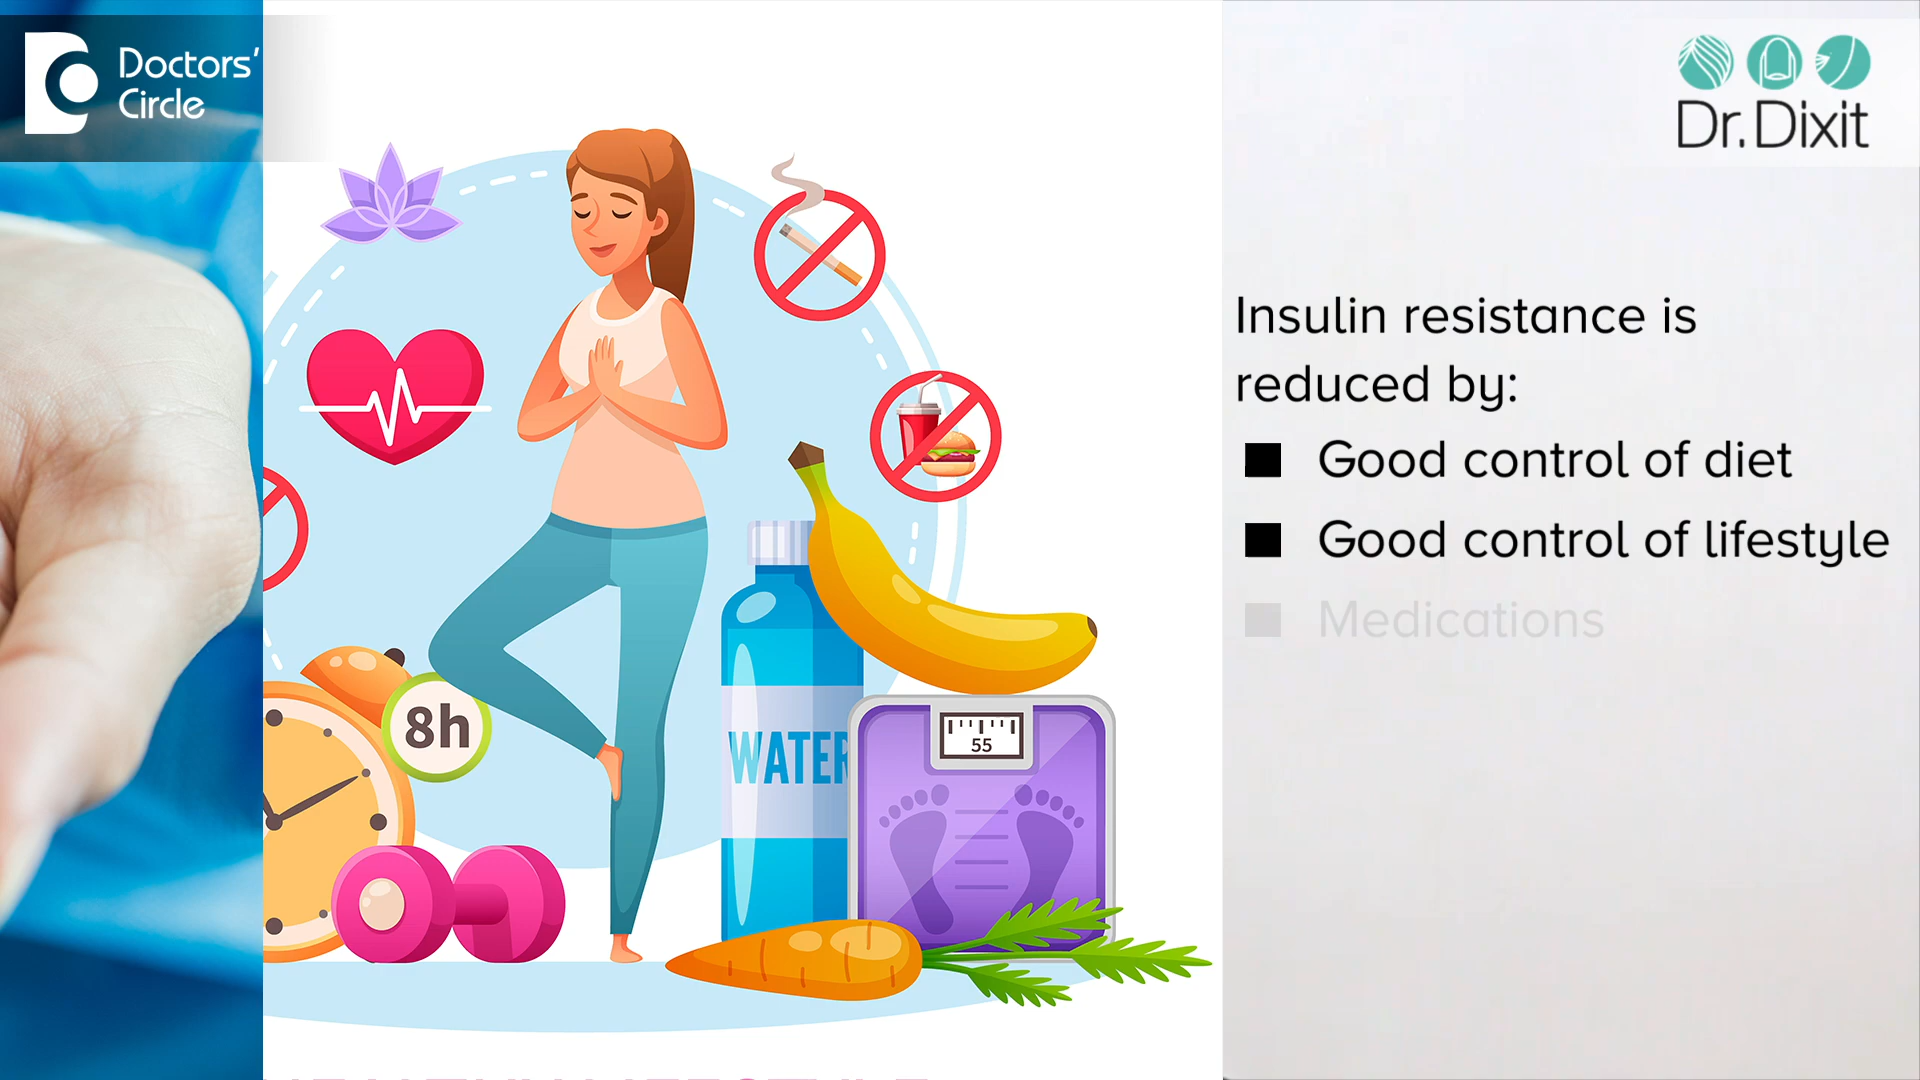 Doctors'
Circle
Dr.Dixit
Insulin resistance is
reduced by:
Good control of diet
Good control of lifestyle
Medications
8h
WATER
55